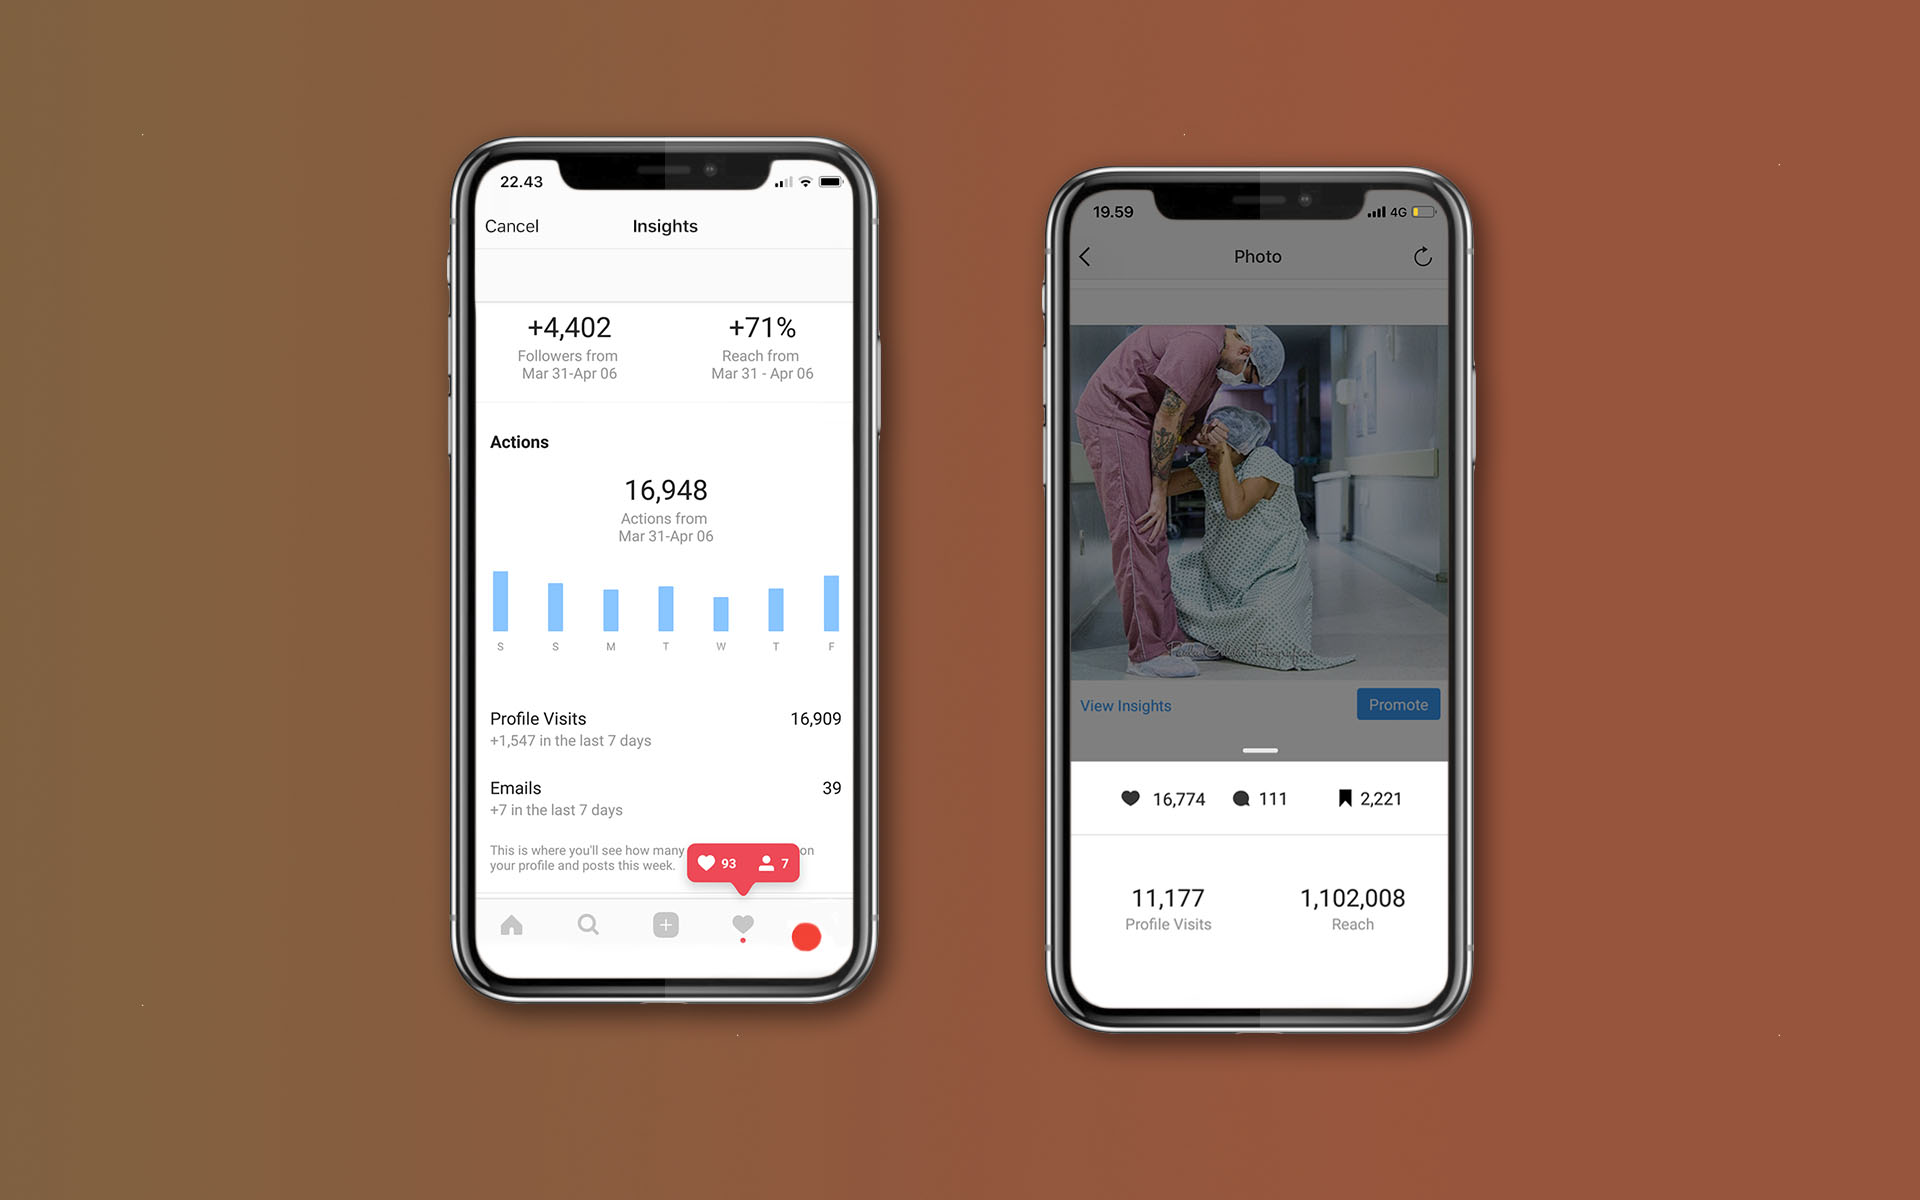 22.43
Cancel
Insights
+4,402
Followers from
Mar 31-Apr 06
+71%
Reach from
Mar 31 - Apr 06
Actions
16,948
Actions from
Mar 31-Apr 06
S S M T W T F
Profile Visits 16,909
+1,547 in the last 7 days
Emails 39
+7 in the last 7 days
This is where you'll see how many on
your profile and posts this week.
93 7
19.59
4G
Photo
View Insights
Promote
16,774 111 2,221
11,177
Profile Visits
1,102,008
Reach